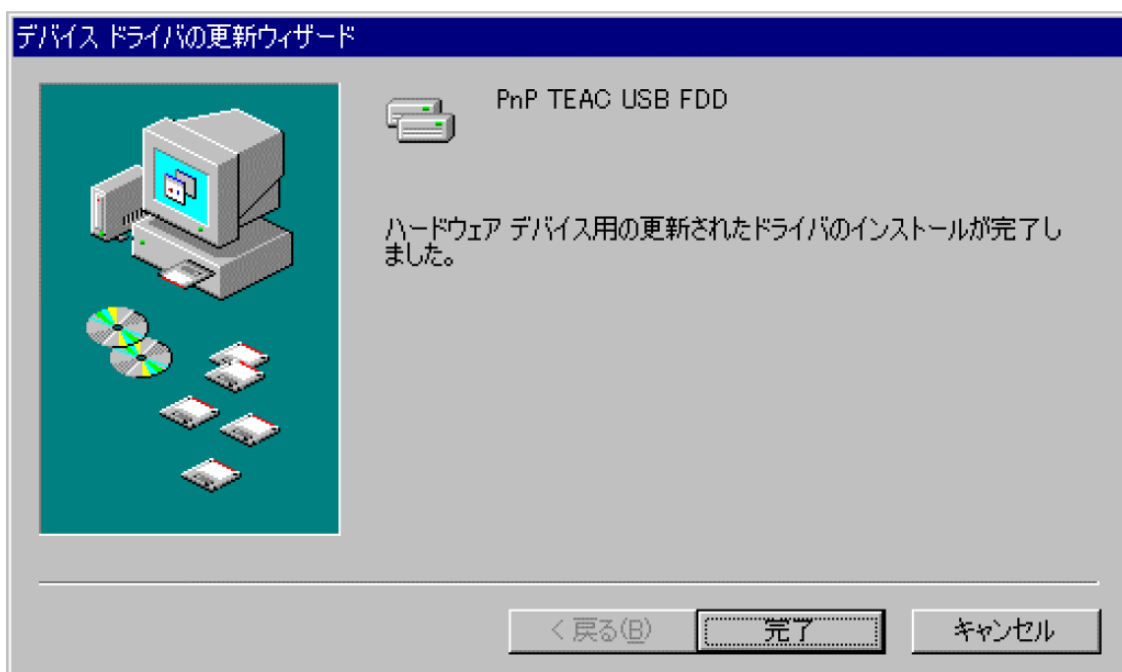 デバイス ドライバの更新ウィザード
PnP TEAC USB FDD
ハードウェア デバイス用の更新されたドライバのインストールが完了し
ました。
< 戻る(B)
完了
キャンセル